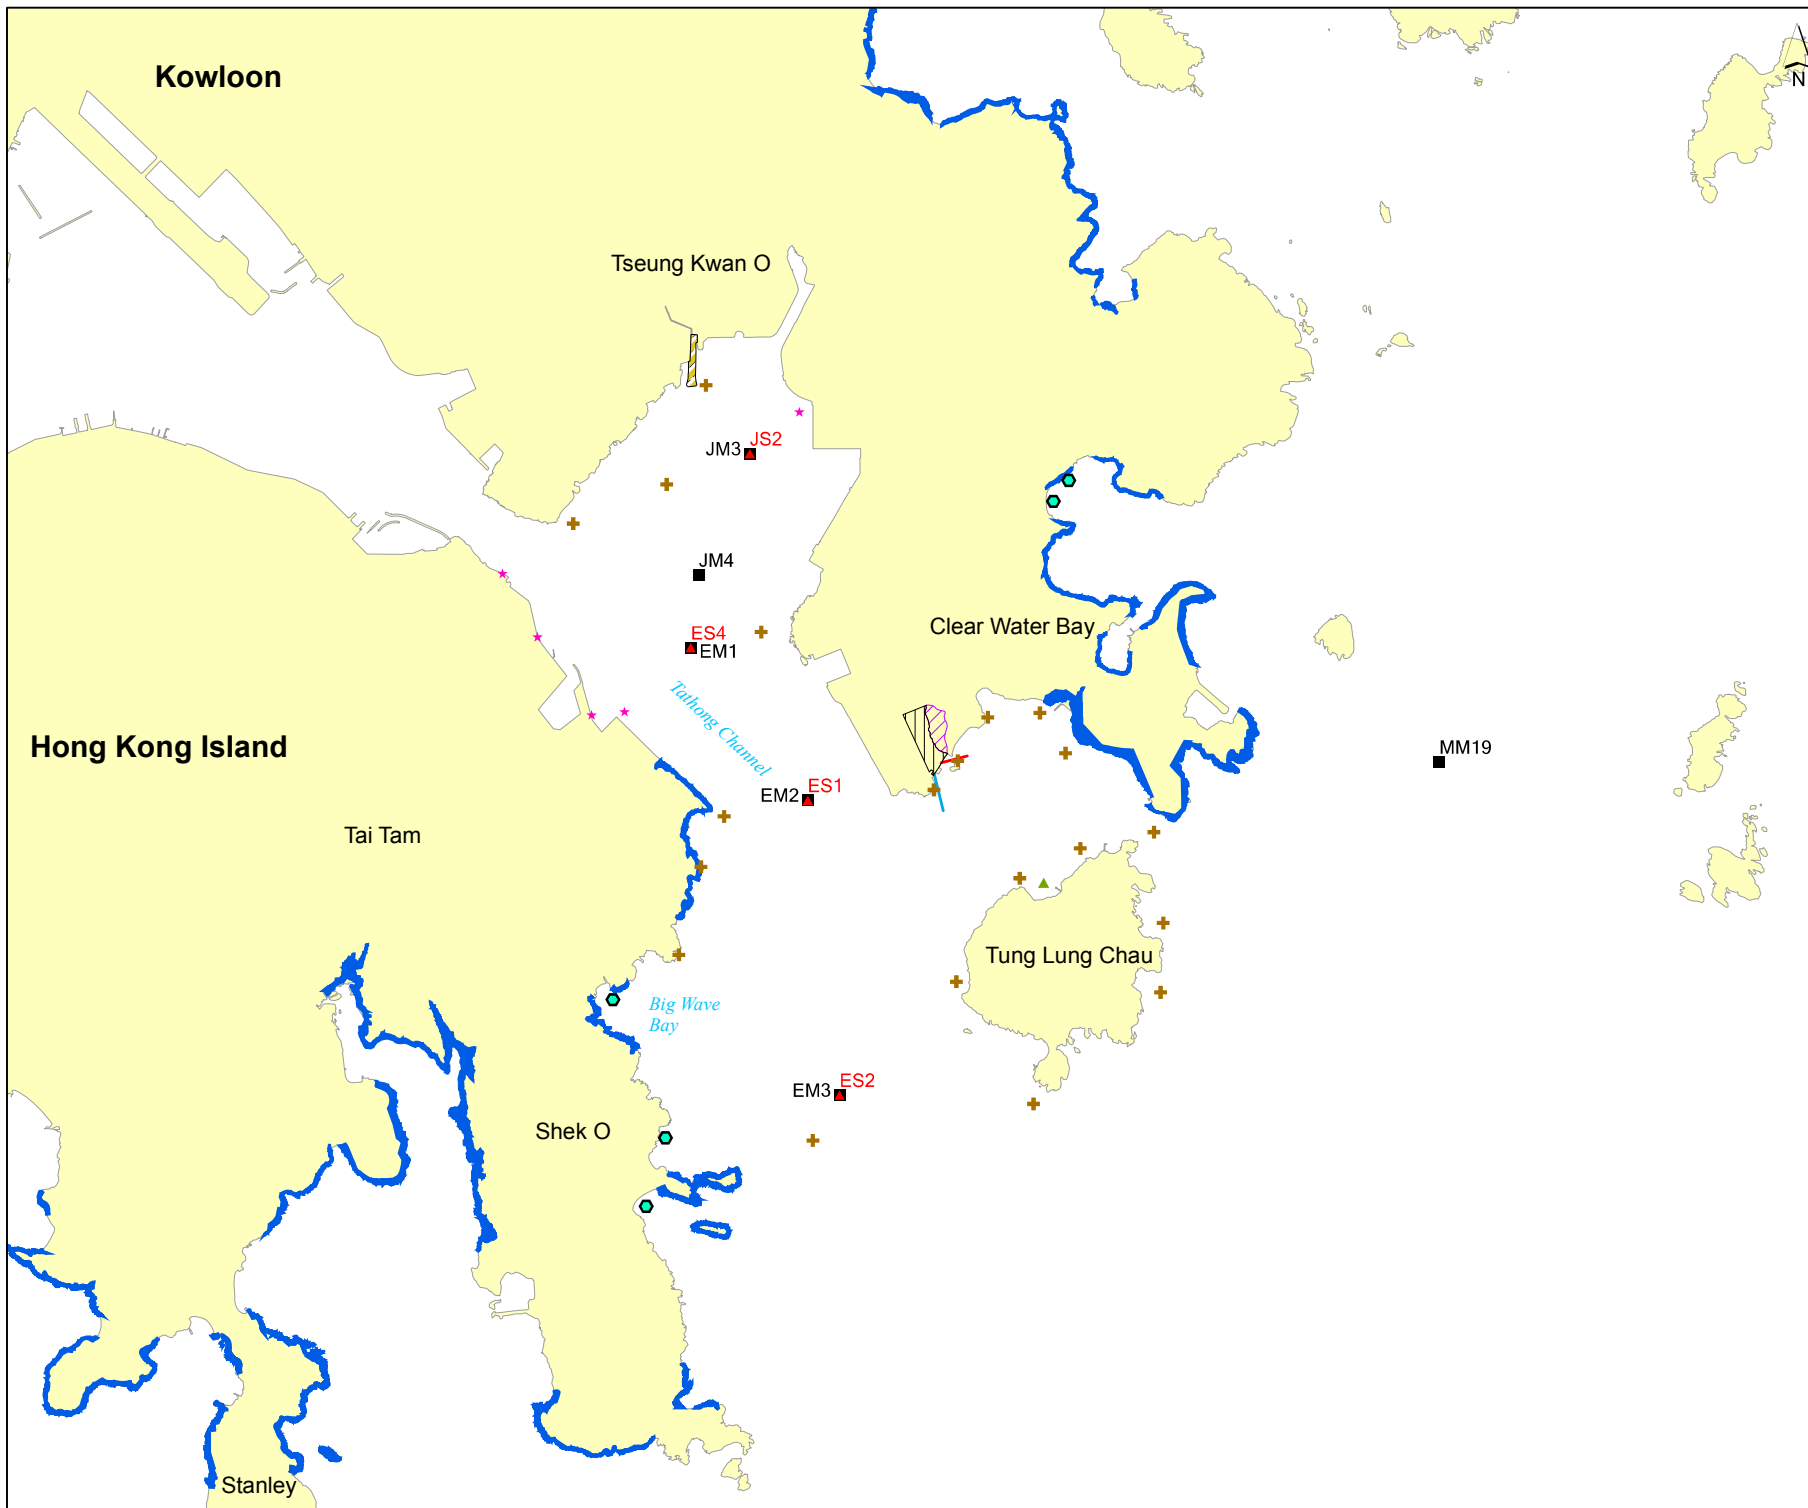 Kowloon
N
Tseung Kwan O
JS2
JM3
JM4
ES4
EM1
Clear Water Bay
Tathong Channel
Hong Kong Island
MM19
ES1
EM2
Tai Tam
Tung Lung Chau
Big Wave
Bay
ES2
EM3
Shek O
Stanley